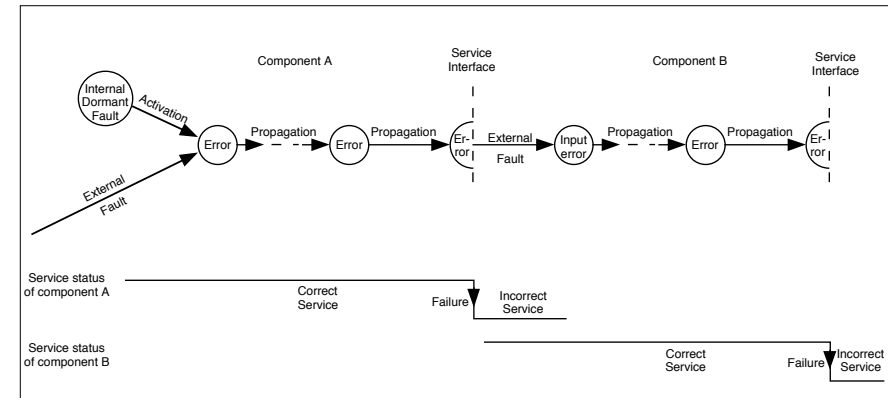 Component A
Service
Interface
Component B
Service
Interface
Internal
Dormant
Fault
Activation
Error
Propagation
Error
Propagation
Er-
ror
External
Fault
Input
error
Propagation
Error
Propagation
Er-
ror
External
Fault
Service status
of component A
Correct
Service
Failure
Incorrect
Service
Service status
of component B
Correct
Service
Failure
Incorrect
Service